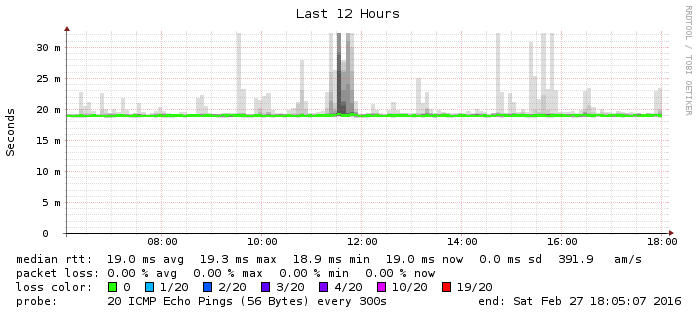 Last 12 Hours
RRDTOOL / TOBI OETIKER
Seconds
30 m
25 m
20 m
15 m
10 m
5 m
0
08:00 10:00 12:00 14:00 16:00 18:00
median rtt: 19.0 ms avg 19.3 ms max 18.9 ms min 19.0 ms now 0.0 ms sd 391.9 am/s
packet loss: 0.00 % avg 0.00 % max 0.00 % min 0.00 % now
loss color: 0 1/20 2/20 3/20 4/20 10/20 19/20
probe: 20 ICMP Echo Pings (56 Bytes) every 300s end: Sat Feb 27 18:05:07 2016